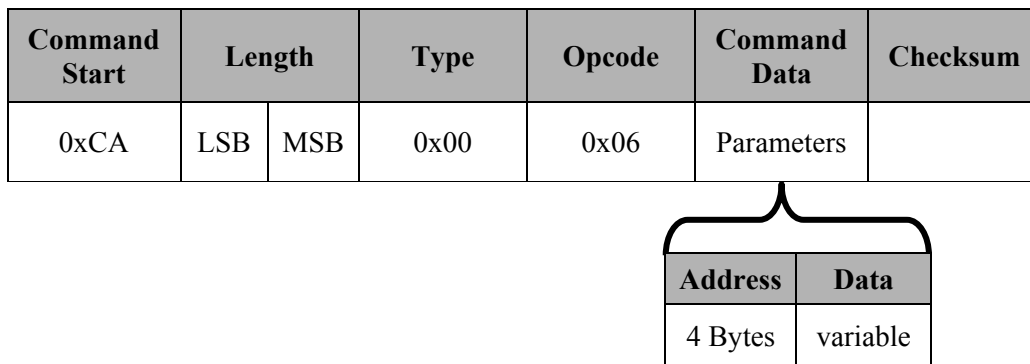 Command Start Length Type Opcode Command Data Checksum
0xCA LSB MSB 0x00 0x06 Parameters
Address Data
4 Bytes variable